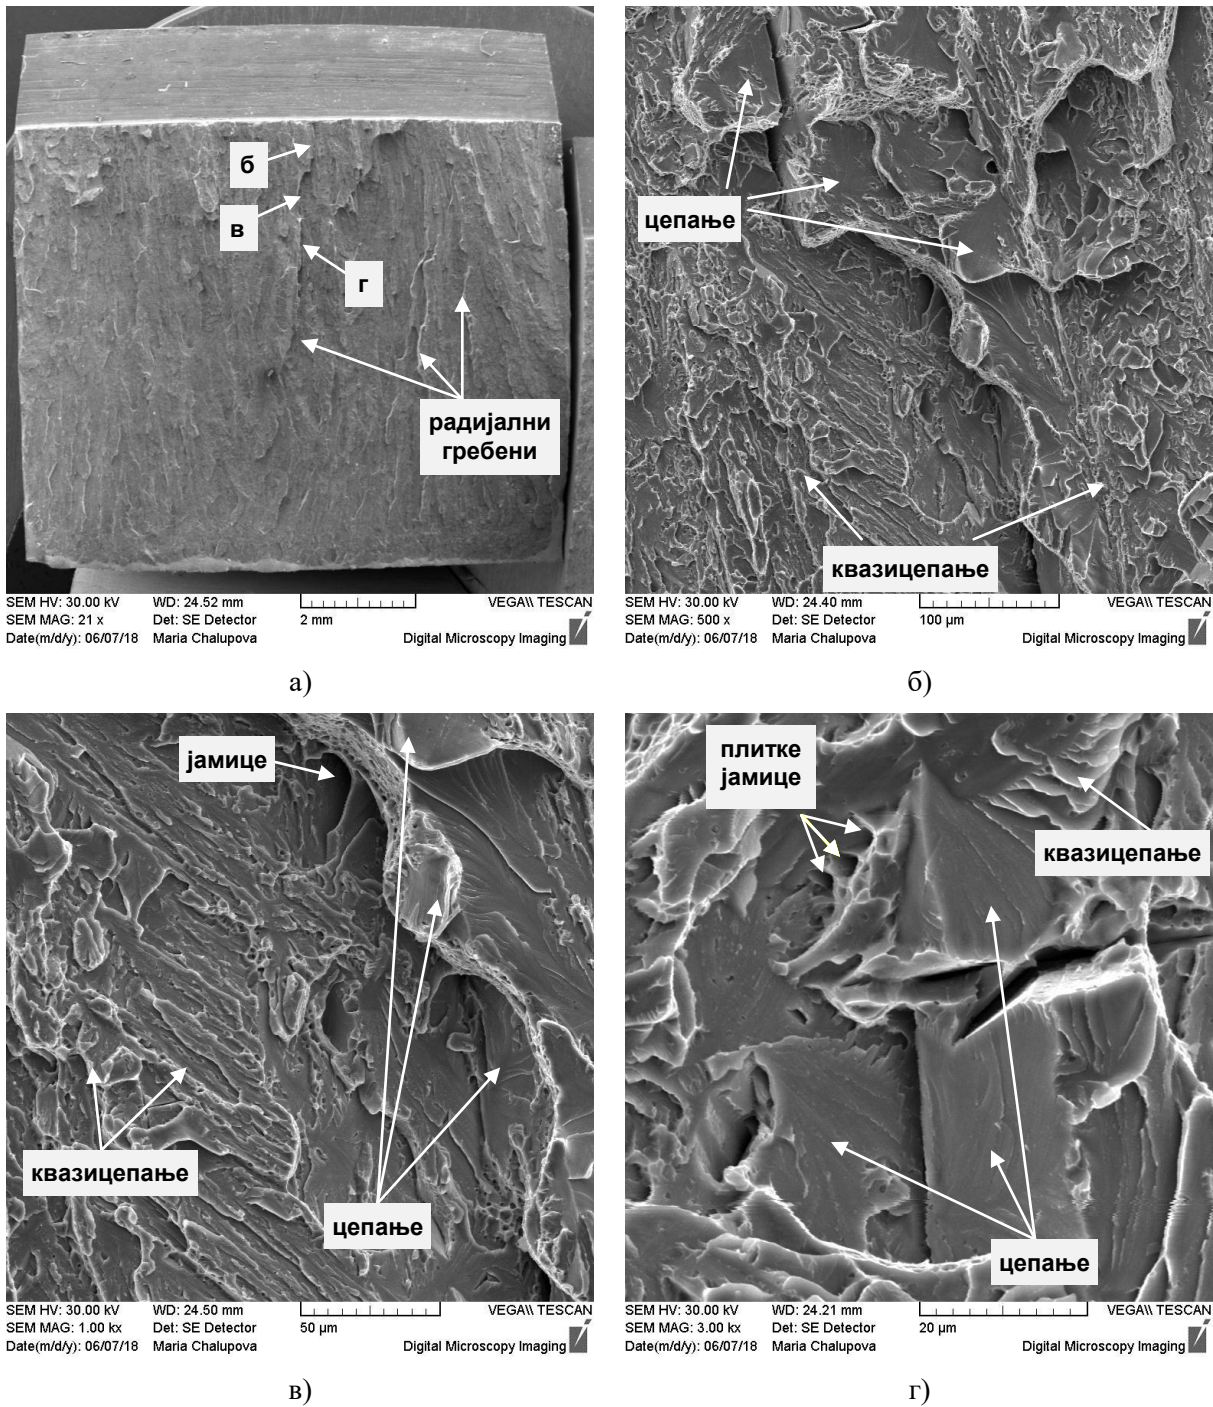 б
в
г
радијални
гребени
SEM HV: 30.00 kV WD: 24.52 mm VEGA\\ TESCAN
SEM MAG: 21 x Det: SE Detector 2 mm
Date(m/d/y): 06/07/18 Maria Chalupova Digital Microscopy Imaging
а)
цепање
квазицепање
SEM HV: 30.00 kV WD: 24.40 mm VEGA\\ TESCAN
SEM MAG: 500 x Det: SE Detector 100 µm
Date(m/d/y): 06/07/18 Maria Chalupova Digital Microscopy Imaging
б)
јамице
квазицепање
цепање
SEM HV: 30.00 kV WD: 24.50 mm VEGA\\ TESCAN
SEM MAG: 1.00 kx Det: SE Detector 50 µm
Date(m/d/y): 06/07/18 Maria Chalupova Digital Microscopy Imaging
в)
плитке
јамице
квазицепање
цепање
SEM HV: 30.00 kV WD: 24.21 mm VEGA\\ TESCAN
SEM MAG: 3.00 kx Det: SE Detector 20 µm
Date(m/d/y): 06/07/18 Maria Chalupova Digital Microscopy Imaging
г)